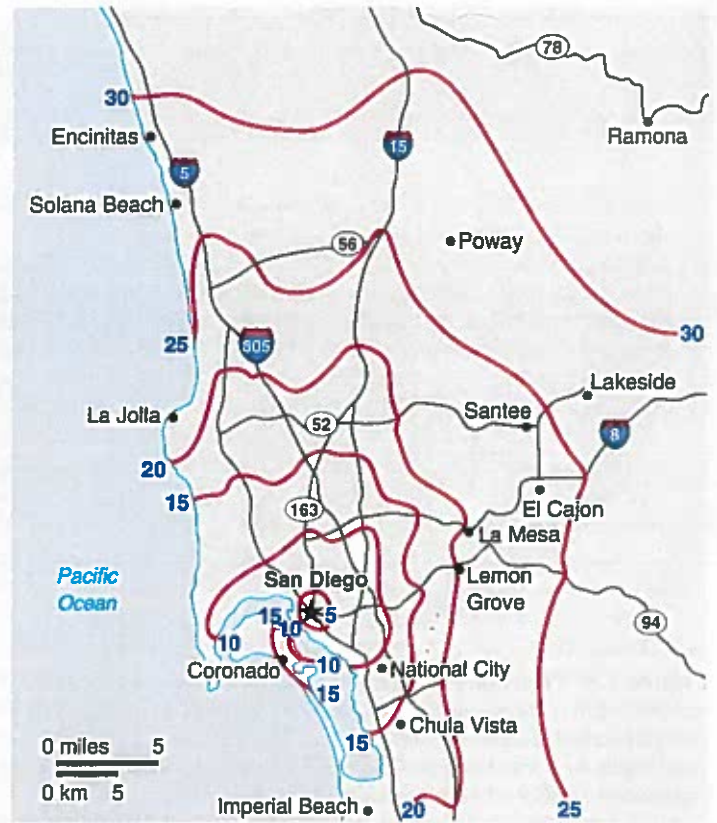 78
30
Encinitas
15
Ramona
5
Solana Beach
56
Poway
30
25
805
Lakeside
La Jolla
52
Santee
8
20
15
El Cajon
163
La Mesa
Pacific
Ocean
San Diego
Lemon
Grove
15
5
10
94
10
10
Coronado
National City
15
Chula Vista
15
0 miles 5
0 km 5
Imperial Beach
20
25